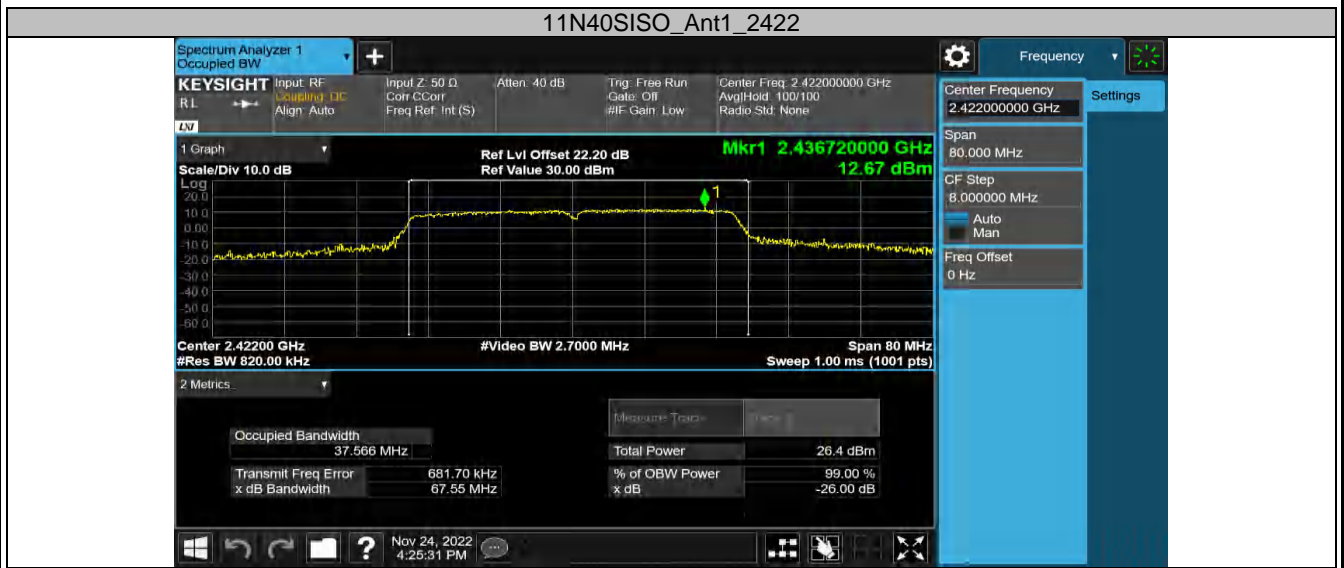 11N40SISO_Ant1_2422
Spectrum Analyzer 1
Occupied BW
Frequency
KEYSIGHT
Input: RF
Input Z: 50 Ω
Atten: 40 dB
Trig: Free Run
Center Freq: 2.422000000 GHz
RL
Coupling: DC
Corr CCorr
Gate: Off
Avg|Hold: 100/100
Align: Auto
Freq Ref: Int (S)
#IF Gain: Low
Radio Std: None
LXI
Center Frequency
2.422000000 GHz
Settings
Span
80.000 MHz
CF Step
8.000000 MHz
Auto
Man
Freq Offset
0 Hz
1 Graph
Ref Lvl Offset 22.20 dB
Mkr1 2.436720000 GHz
Scale/Div 10.0 dB
Ref Value 30.00 dBm
12.67 dBm
Log
20.0
10.0
0.00
-10.0
-20.0
-30.0
-40.0
-50.0
-60.0
1
Center 2.42200 GHz
#Video BW 2.7000 MHz
Span 80 MHz
#Res BW 820.00 kHz
Sweep 1.00 ms (1001 pts)
2 Metrics
Measure Trace
Occupied Bandwidth
37.566 MHz
Total Power
26.4 dBm
Transmit Freq Error
681.70 kHz
% of OBW Power
99.00 %
x dB Bandwidth
67.55 MHz
x dB
-26.00 dB
?
Nov 24, 2022
4:25:31 PM